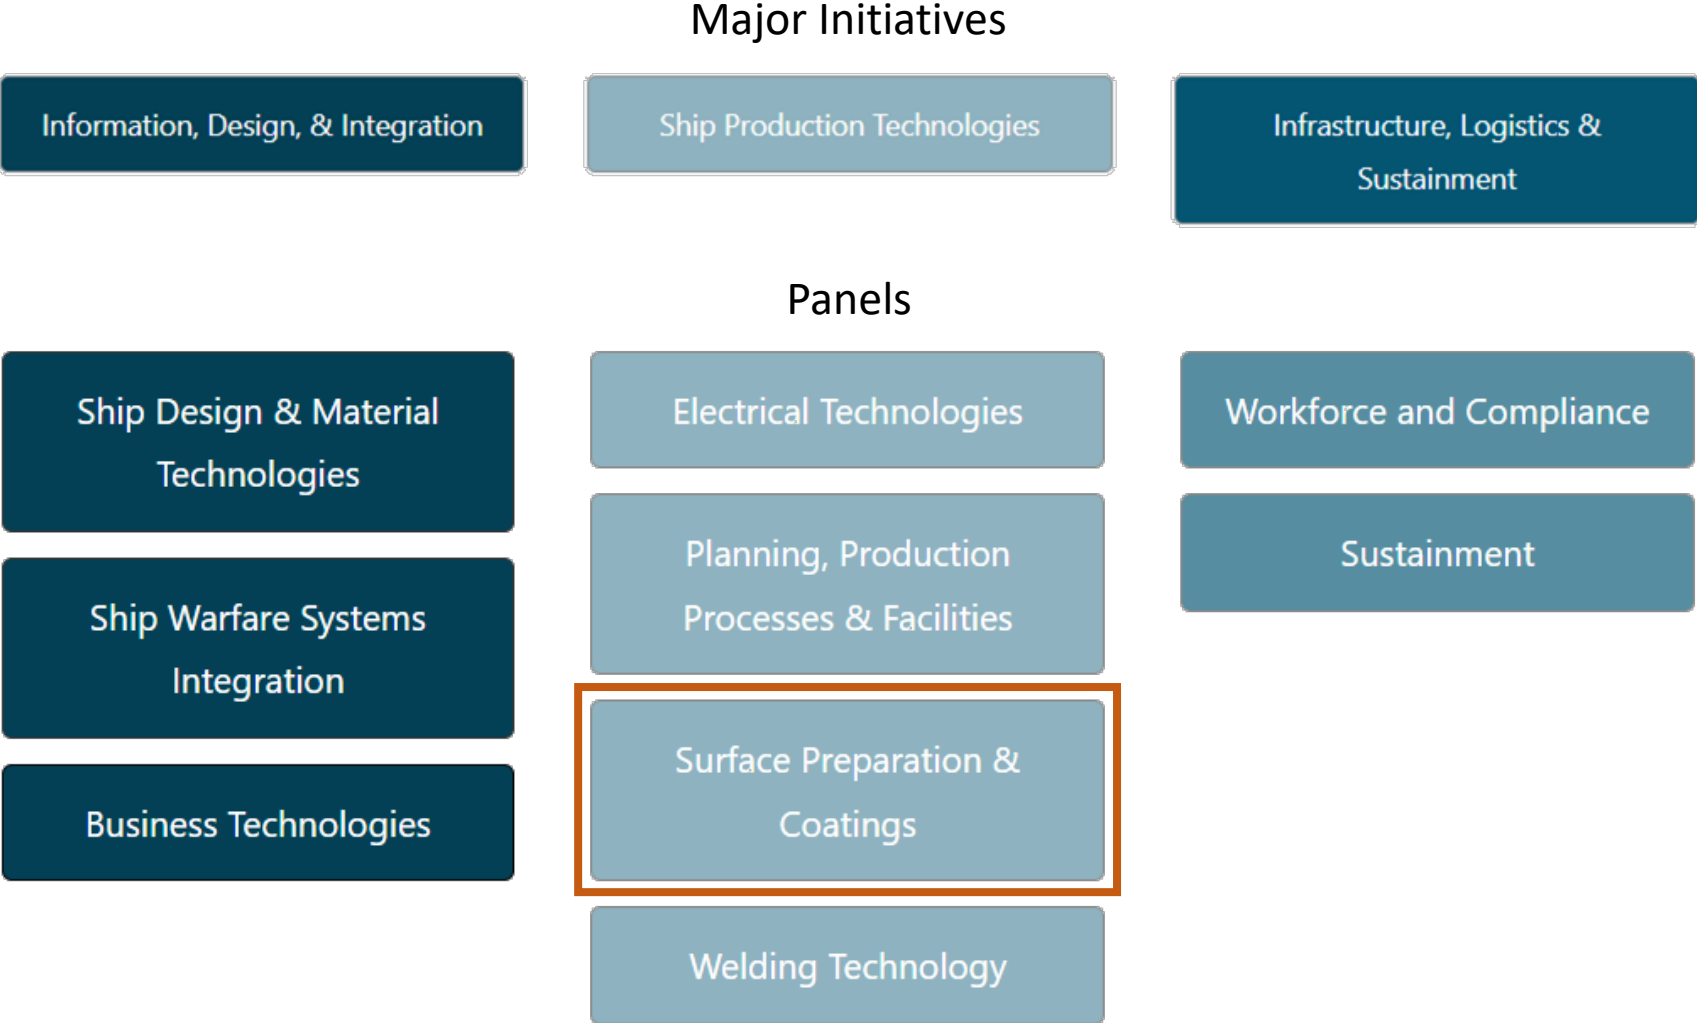 Major Initiatives
Information, Design, & Integration
Ship Production Technologies
Infrastructure, Logistics &
Sustainment
Panels
Ship Design & Material
Technologies
Ship Warfare Systems
Integration
Business Technologies
Electrical Technologies
Planning, Production
Processes & Facilities
Surface Preparation &
Coatings
Welding Technology
Workforce and Compliance
Sustainment